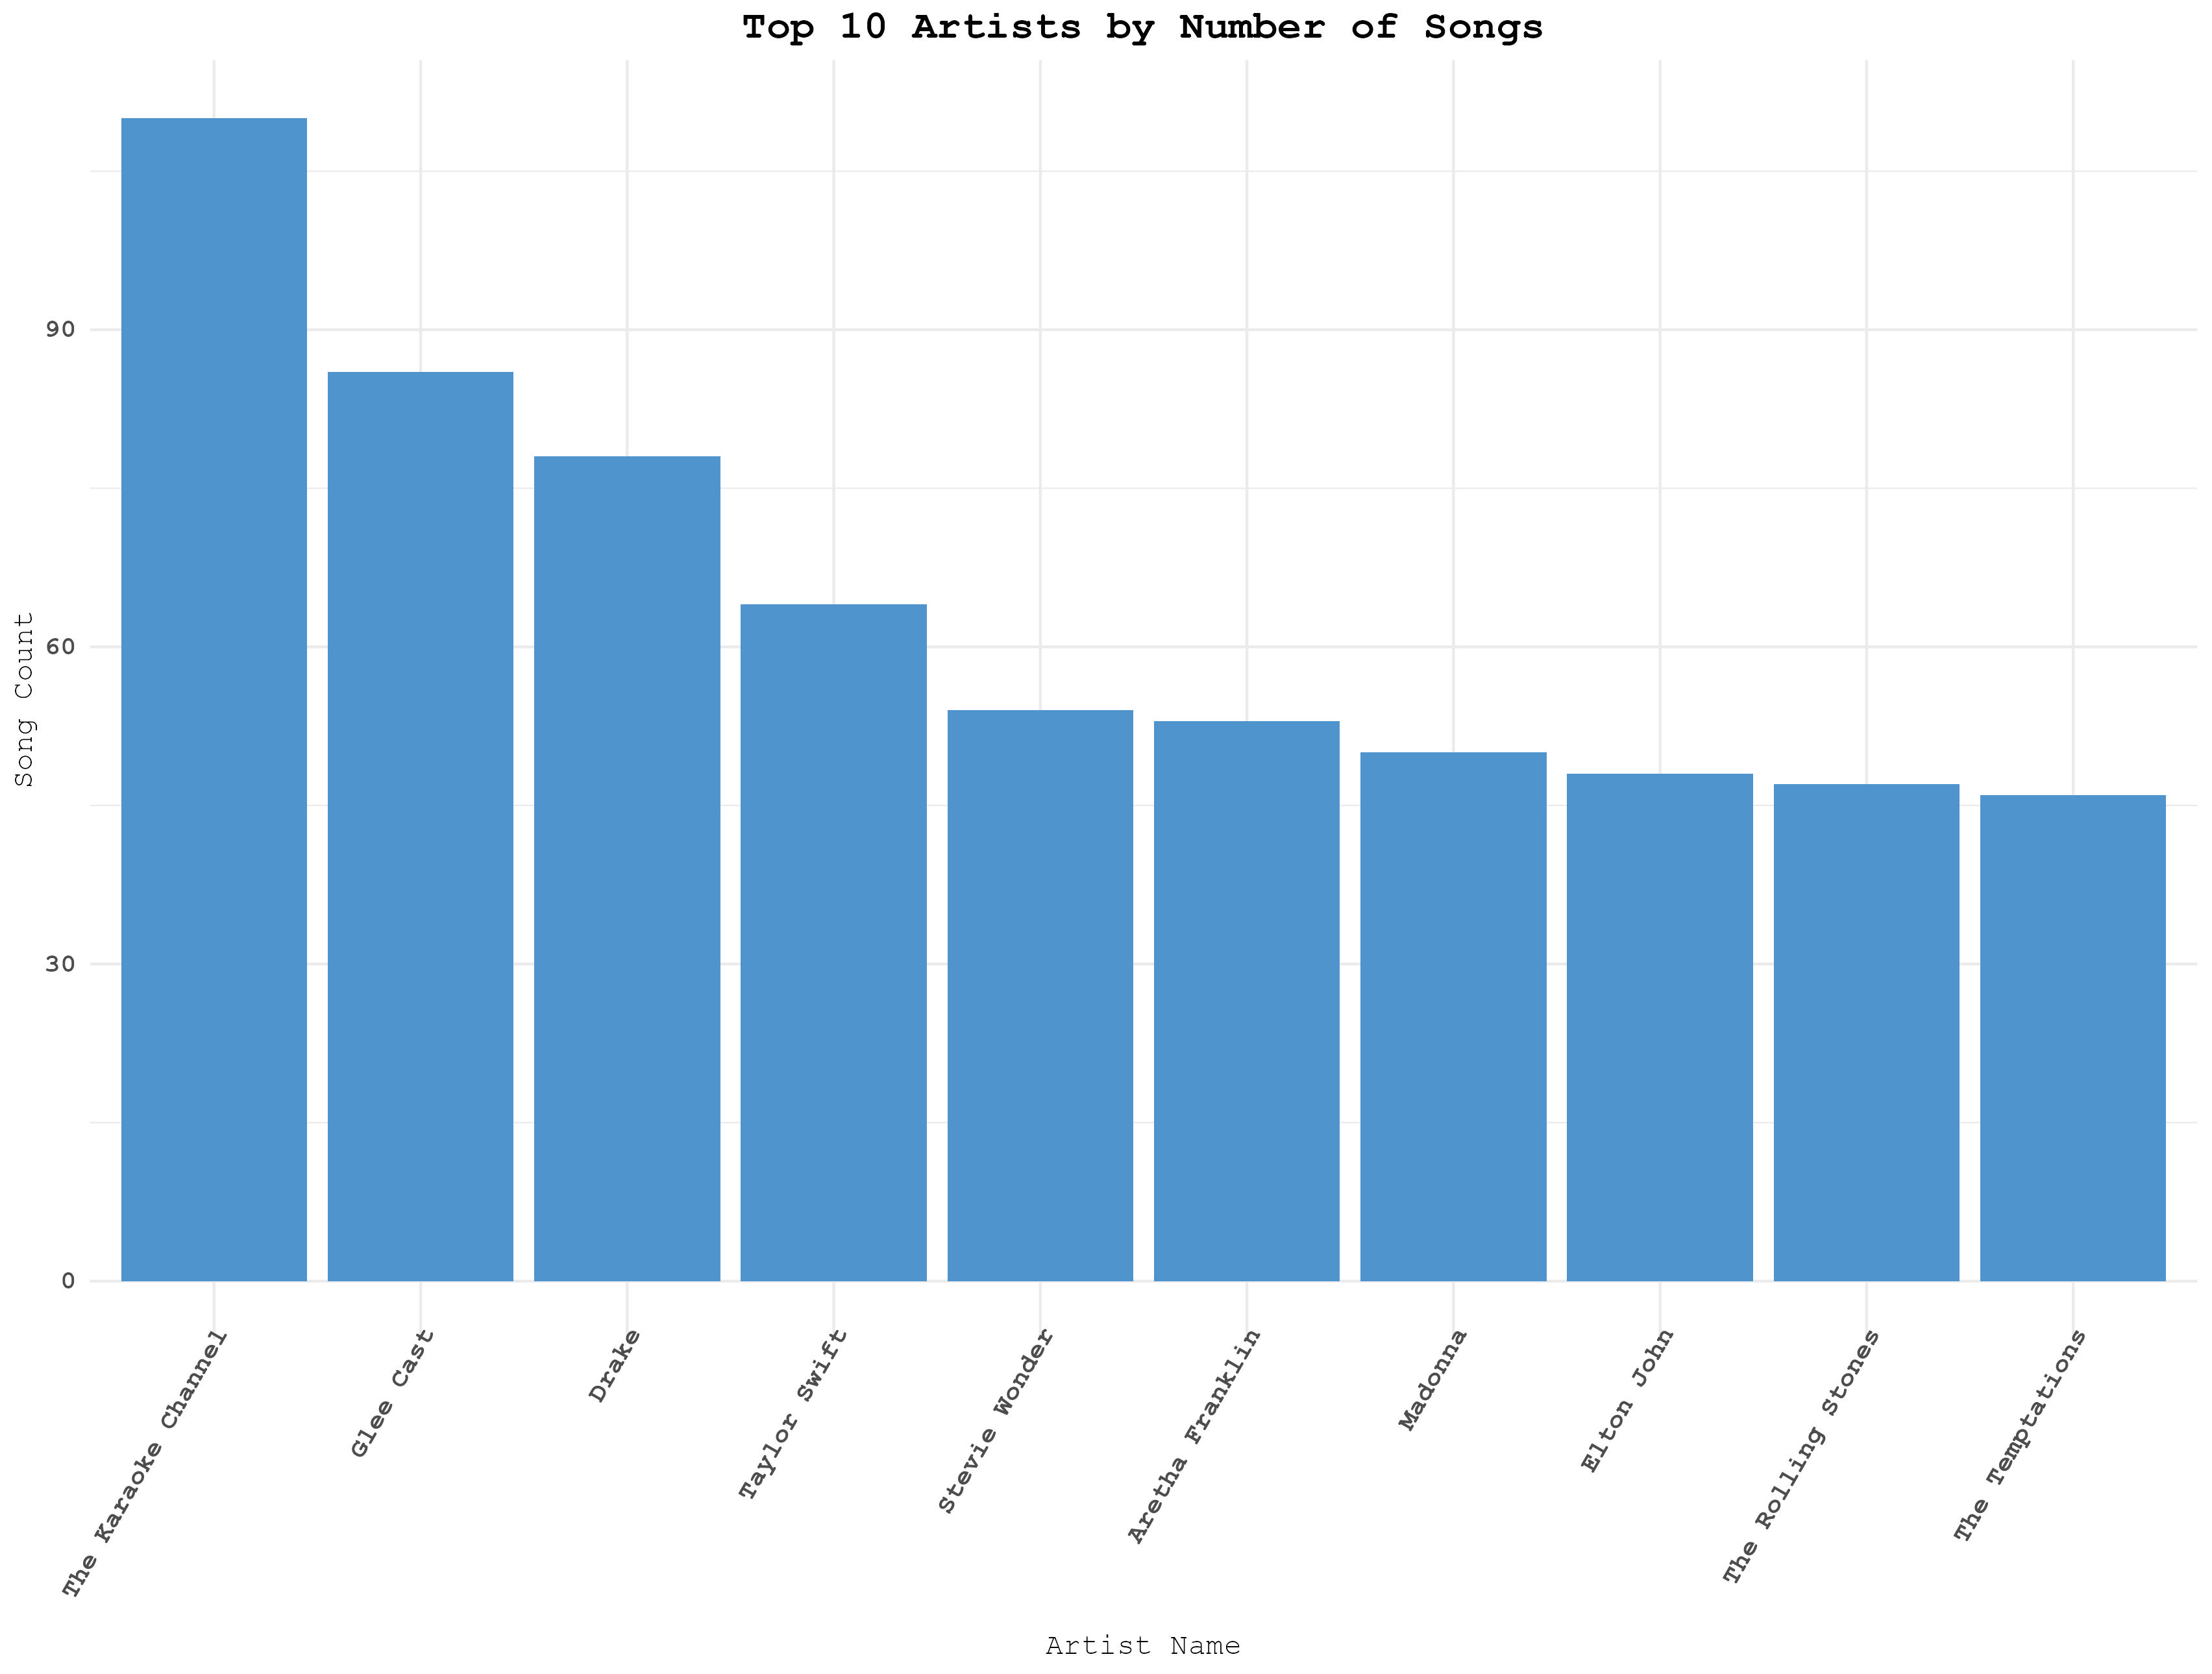 Top 10 Artists by Number of Songs
Song Count
90
60
30
0
The Karaoke Channel
Glee Cast
Drake
Taylor Swift
Stevie Wonder
Aretha Franklin
Madonna
Elton John
The Rolling Stones
The Temptations
Artist Name